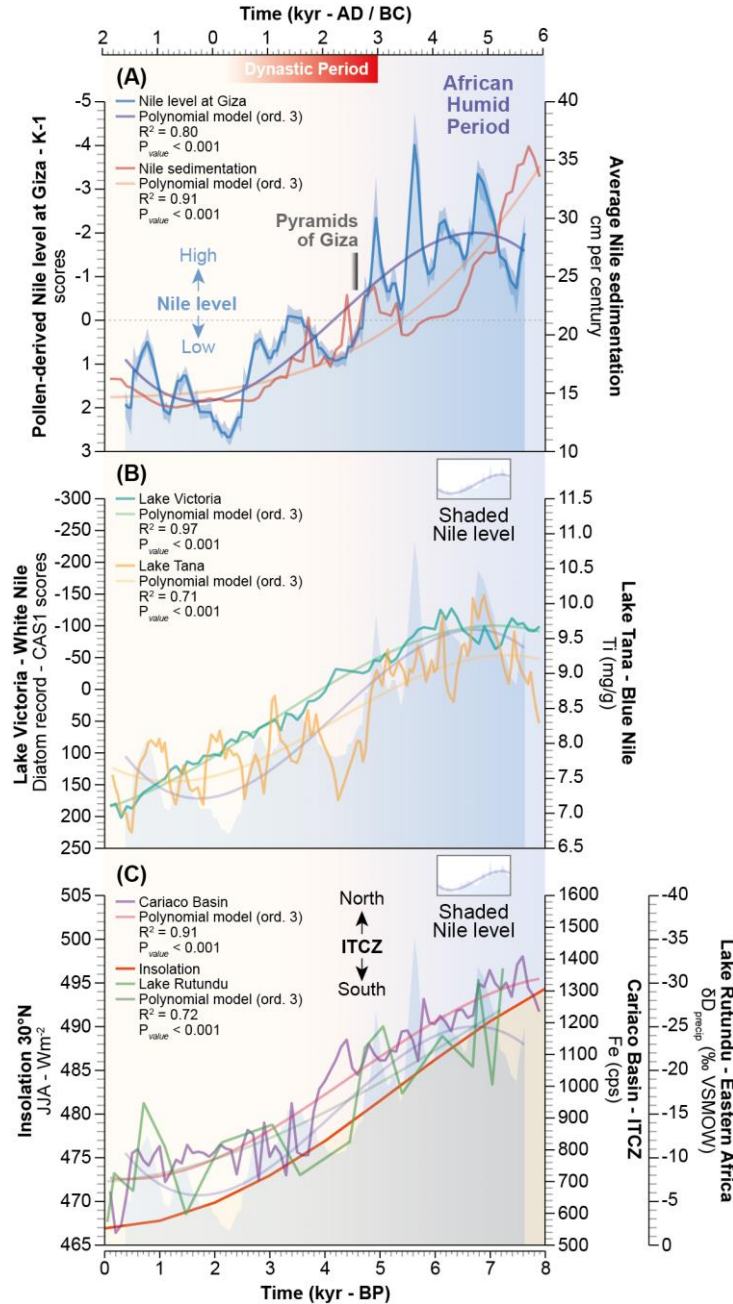 Time (kyr - AD / BC)
2 1 0 1 2 3 4 5 6
Dynastic Period
(A)
African
Humid
Period
Nile level at Giza
Polynomial model (ord. 3)
R² = 0.80
P value < 0.001
Nile sedimentation
Polynomial model (ord. 3)
R² = 0.91
P value < 0.001
Pyramids
of Giza
High
Nile level
Low
-5
-4
-3
-2
-1
0
1
2
3
Pollen-derived Nile level at Giza - K-1
scores
40
35
30
25
20
15
10
Average Nile sedimentation
cm per century
(B)
Lake Victoria
Polynomial model (ord. 3)
R² = 0.97
P value < 0.001
Lake Tana
Polynomial model (ord. 3)
R² = 0.71
P value < 0.001
Shaded
Nile level
-300
-250
-200
-150
-100
-50
0
50
100
150
200
250
Lake Victoria - White Nile
Diatom record - CAS1 scores
11.5
11.0
10.5
10.0
9.5
9.0
8.5
8.0
7.5
7.0
6.5
Lake Tana - Blue Nile
Ti (mg/g)
(C)
Cariaco Basin
Polynomial model (ord. 3)
R² = 0.91
P value < 0.001
Insolation
Lake Rutundu
Polynomial model (ord. 3)
R² = 0.72
P value < 0.001
North
ITCZ
South
Shaded
Nile level
505
500
495
490
485
480
475
470
465
Insolation 30°N
JJA - Wm⁻²
1600
1500
1400
1300
1200
1100
1000
900
800
700
600
500
Cariaco Basin - ITCZ
Fe (cps)
-40
-35
-30
-25
-20
-15
-10
-5
0
Lake Rutundu - Eastern Africa
δD precip (‰ VSMOW)
0 1 2 3 4 5 6 7 8
Time (kyr - BP)